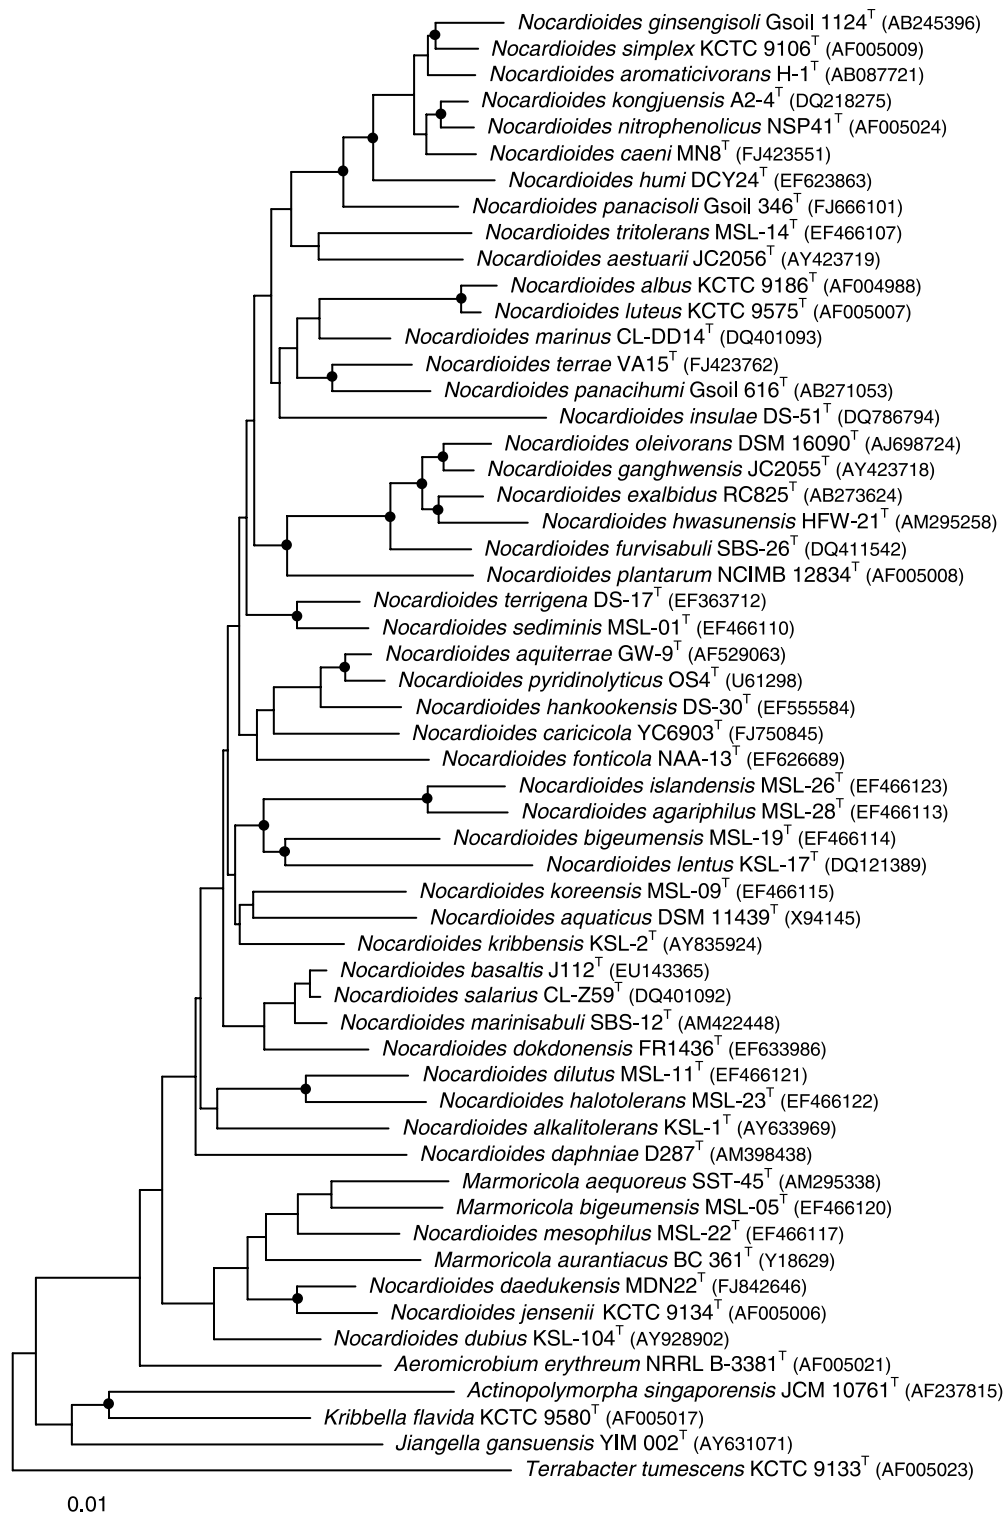 Nocardioides ginsengisoli Gsoil 1124T (AB245396)
Nocardioides simplex KCTC 9106T (AF005009)
Nocardioides aromaticivorans H-1T (AB087721)
Nocardioides kongjuensis A2-4T (DQ218275)
Nocardioides nitrophenolicus NSP41T (AF005024)
Nocardioides caeni MN8T (FJ423551)
Nocardioides humi DCY24T (EF623863)
Nocardioides panacisoli Gsoil 346T (FJ666101)
Nocardioides tritolerans MSL-14T (EF466107)
Nocardioides aestuarii JC2056T (AY423719)
Nocardioides albus KCTC 9186T (AF004988)
Nocardioides luteus KCTC 9575T (AF005007)
Nocardioides marinus CL-DD14T (DQ401093)
Nocardioides terrae VA15T (FJ423762)
Nocardioides panacihumi Gsoil 616T (AB271053)
Nocardioides insulae DS-51T (DQ786794)
Nocardioides oleivorans DSM 16090T (AJ698724)
Nocardioides ganghwensis JC2055T (AY423718)
Nocardioides exalbidus RC825T (AB273624)
Nocardioides hwasunensis HFW-21T (AM295258)
Nocardioides furvisabuli SBS-26T (DQ411542)
Nocardioides plantarum NCIMB 12834T (AF005008)
Nocardioides terrigena DS-17T (EF363712)
Nocardioides sediminis MSL-01T (EF466110)
Nocardioides aquiterrae GW-9T (AF529063)
Nocardioides pyridinolyticus OS4T (U61298)
Nocardioides hankookensis DS-30T (EF555584)
Nocardioides caricicola YC6903T (FJ750845)
Nocardioides fonticola NAA-13T (EF626689)
Nocardioides islandensis MSL-26T (EF466123)
Nocardioides agariphilus MSL-28T (EF466113)
Nocardioides bigeumensis MSL-19T (EF466114)
Nocardioides lentus KSL-17T (DQ121389)
Nocardioides koreensis MSL-09T (EF466115)
Nocardioides aquaticus DSM 11439T (X94145)
Nocardioides kribbensis KSL-2T (AY835924)
Nocardioides basaltis J112T (EU143365)
Nocardioides salarius CL-Z59T (DQ401092)
Nocardioides marinisabuli SBS-12T (AM422448)
Nocardioides dokdonensis FR1436T (EF633986)
Nocardioides dilutus MSL-11T (EF466121)
Nocardioides halotolerans MSL-23T (EF466122)
Nocardioides alkalitolerans KSL-1T (AY633969)
Nocardioides daphniae D287T (AM398438)
Marmoricola aequoreus SST-45T (AM295338)
Marmoricola bigeumensis MSL-05T (EF466120)
Nocardioides mesophilus MSL-22T (EF466117)
Marmoricola aurantiacus BC 361T (Y18629)
Nocardioides daedukensis MDN22T (FJ842646)
Nocardioides jensenii KCTC 9134T (AF005006)
Nocardioides dubius KSL-104T (AY928902)
Aeromicrobium erythreum NRRL B-3381T (AF005021)
Actinopolymorpha singaporensis JCM 10761T (AF237815)
Kribbella flavida KCTC 9580T (AF005017)
Jiangella gansuensis YIM 002T (AY631071)
Terrabacter tumescens KCTC 9133T (AF005023)
0.01